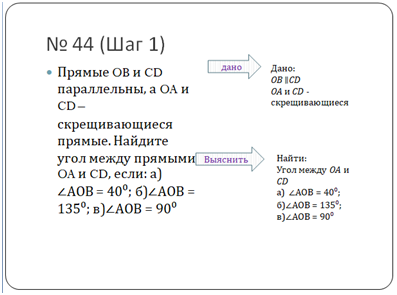 № 44 (Шаг 1)
Прямые OB и CD
параллельны, а OA и
CD –
скрещивающиеся
прямые. Найдите
угол между прямыми
OA и CD, если: а)
∠AOB = 40⁰; б)∠AOB =
135⁰; в)∠AOB = 90⁰
дано
Дано:
OB ∥CD
OA и CD -
скрещивающиеся
Выяснить
Найти:
Угол между OA и
CD
а) ∠AOB = 40⁰;
б)∠AOB = 135⁰;
в)∠AOB = 90⁰